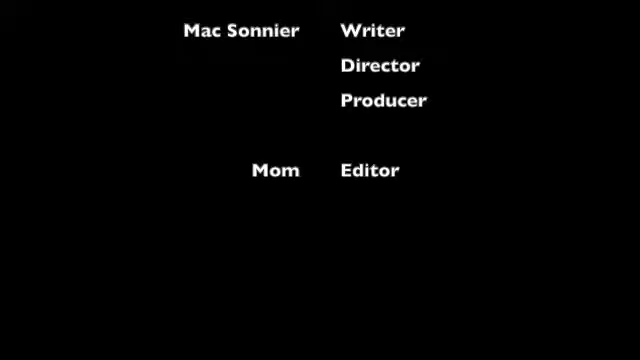 Mac Sonnier Writer
Director
Producer
Mom Editor